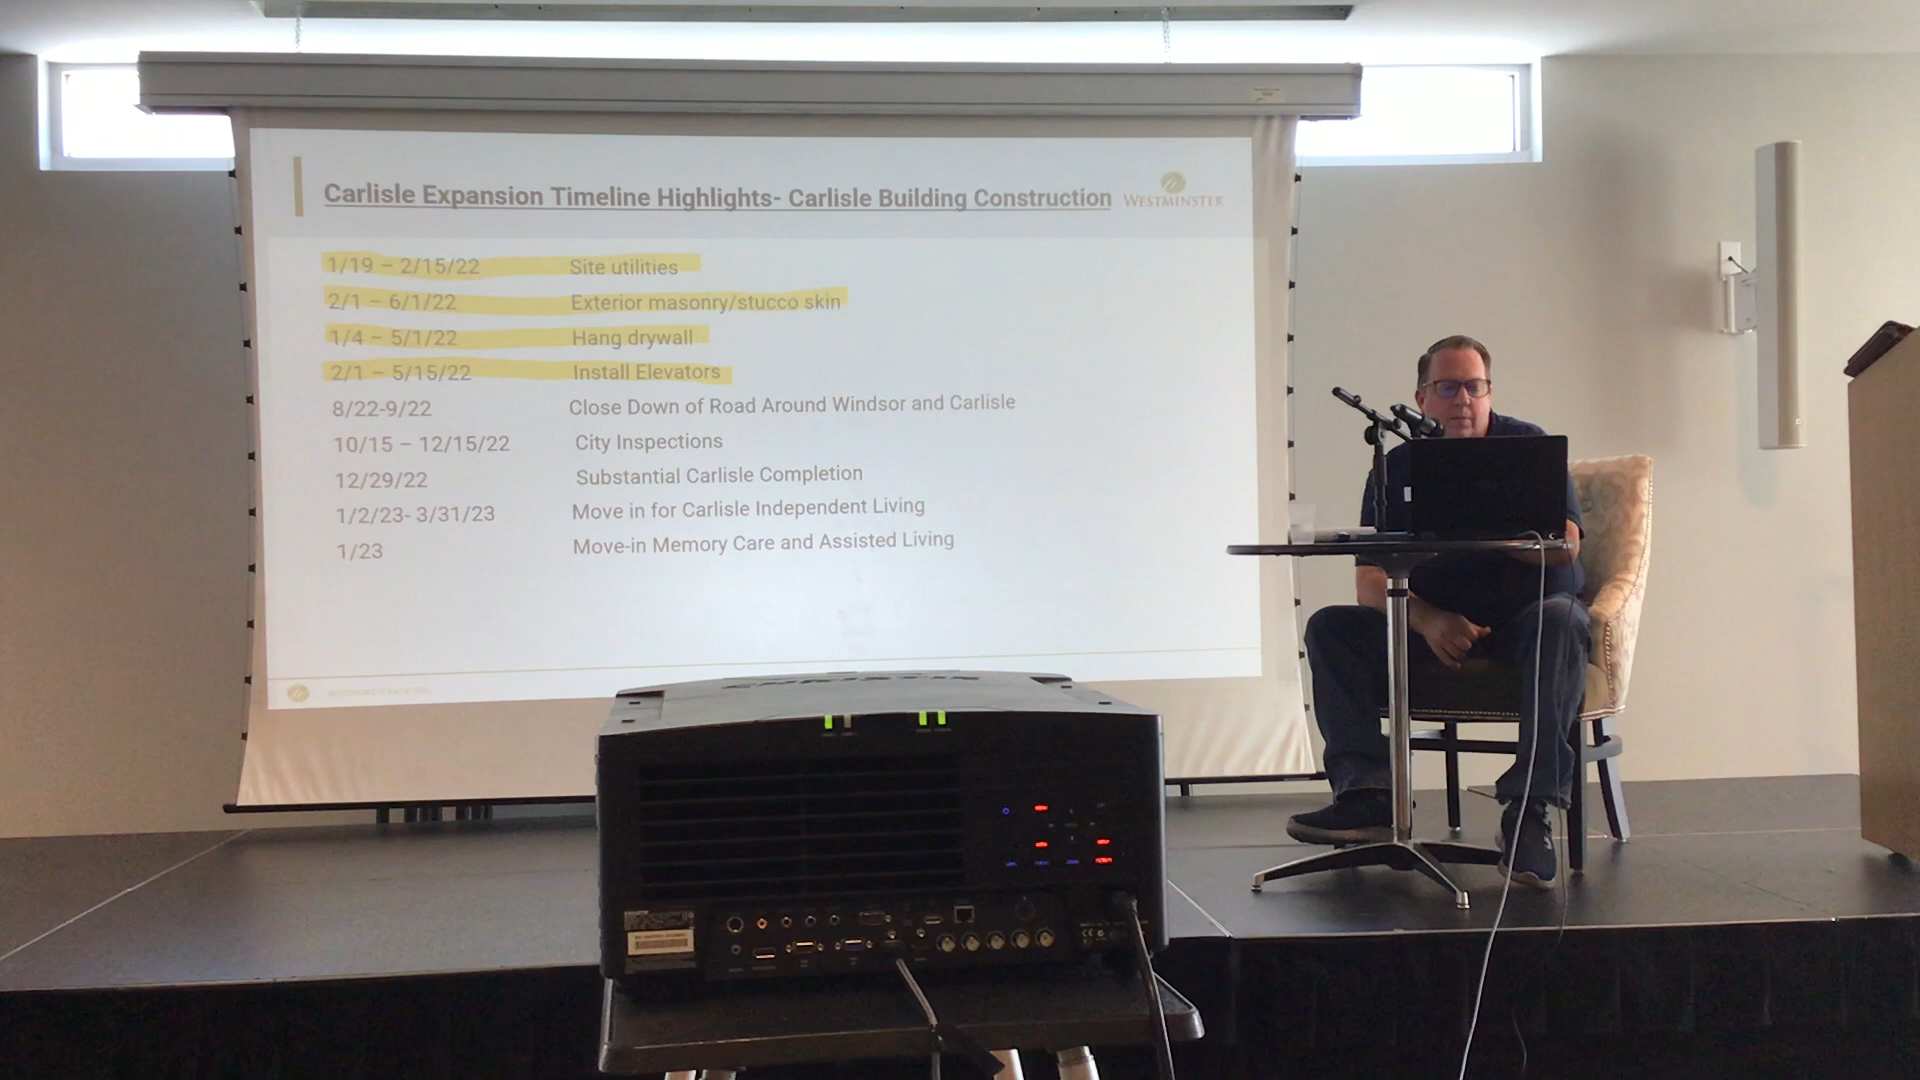 Carlisle Expansion Timeline Highlights- Carlisle Building Construction
WESTMINSTER
1/19 – 2/15/22 Site utilities
2/1 – 6/1/22 Exterior masonry/stucco skin
1/4 – 5/1/22 Hang drywall
2/1 – 5/15/22 Install Elevators
8/22-9/22 Close Down of Road Around Windsor and Carlisle
10/15 – 12/15/22 City Inspections
12/29/22 Substantial Carlisle Completion
1/2/23- 3/31/23 Move in for Carlisle Independent Living
1/23 Move-in Memory Care and Assisted Living